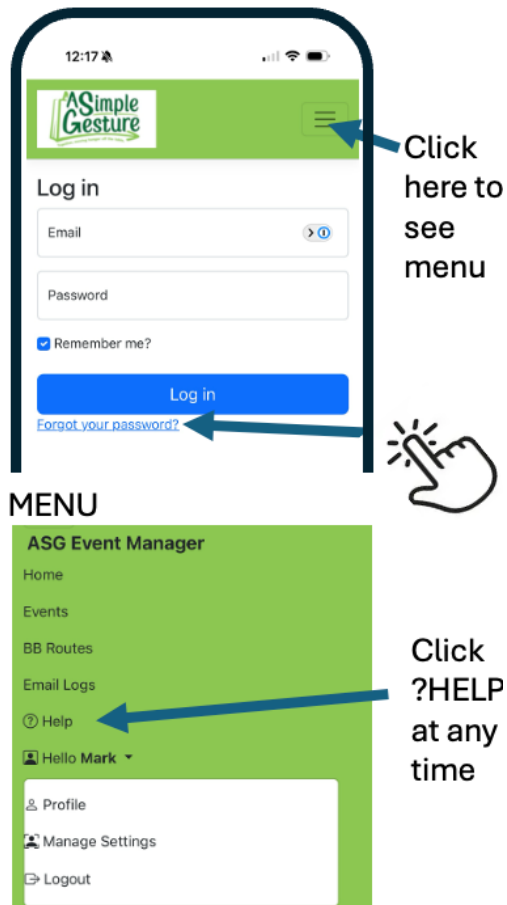 12:17
ASimple
Gesture
Click
here to
see
menu
Log in
Email
Password
Remember me?
Log in
Forgot your password?
MENU
ASG Event Manager
Home
Events
BB Routes
Email Logs
? Help
Click
?HELP
at any
time
Hello Mark
Profile
Manage Settings
Logout